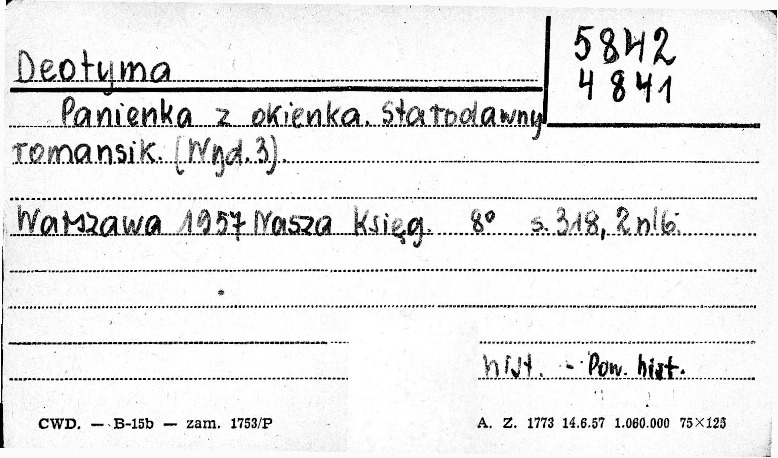 5842
4841
Deotyma
Panienka z okienka. Starodawny
romansik. (Wyd. 3).
Warszawa 1957 Nasza Księg. 8° s. 318, 2 nlb.
hist. - Pow. hist.
CWD. — B-15b — zam. 1753/P
A. Z. 1773 14.6.57 1.060.000 75×125